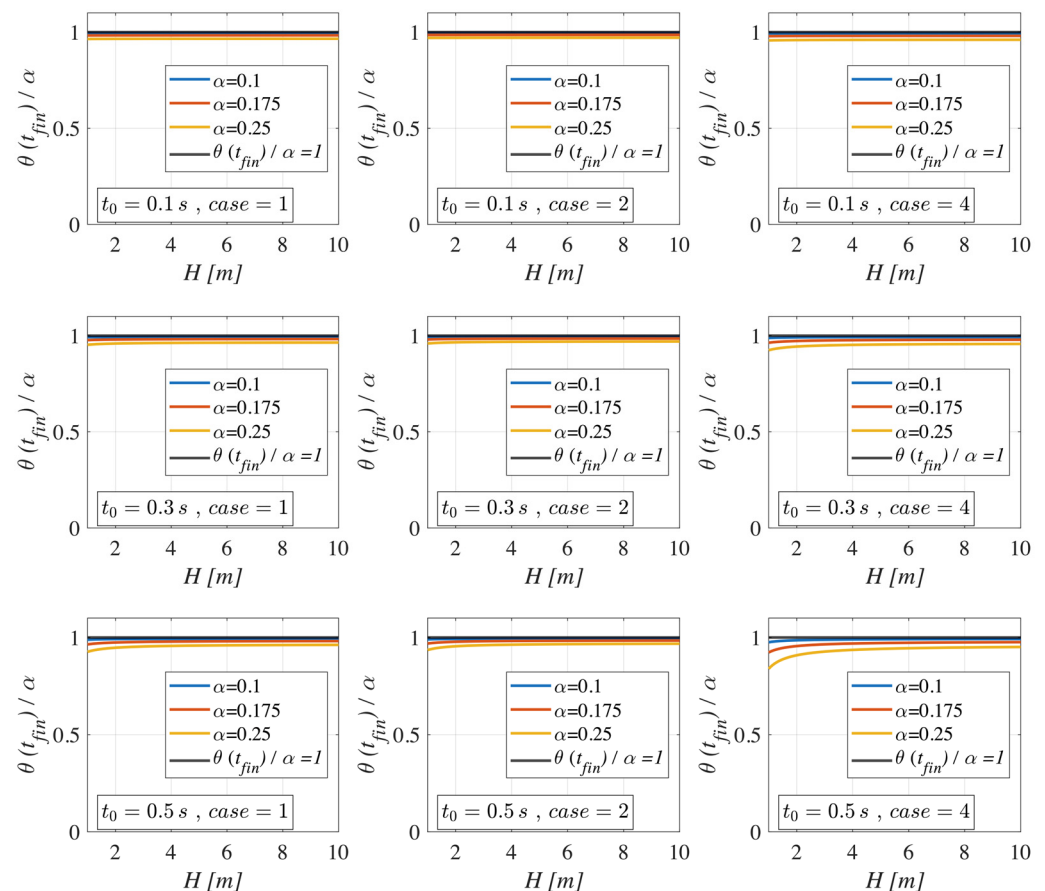 θ (t_fin) / α
1
0.5
0
α=0.1
α=0.175
α=0.25
θ (t_fin) / α =1
t₀ = 0.1 s , case = 1
2 4 6 8 10
H [m]
θ (t_fin) / α
1
0.5
0
α=0.1
α=0.175
α=0.25
θ (t_fin) / α =1
t₀ = 0.1 s , case = 2
2 4 6 8 10
H [m]
θ (t_fin) / α
1
0.5
0
α=0.1
α=0.175
α=0.25
θ (t_fin) / α =1
t₀ = 0.1 s , case = 4
2 4 6 8 10
H [m]
θ (t_fin) / α
1
0.5
0
α=0.1
α=0.175
α=0.25
θ (t_fin) / α =1
t₀ = 0.3 s , case = 1
2 4 6 8 10
H [m]
θ (t_fin) / α
1
0.5
0
α=0.1
α=0.175
α=0.25
θ (t_fin) / α =1
t₀ = 0.3 s , case = 2
2 4 6 8 10
H [m]
θ (t_fin) / α
1
0.5
0
α=0.1
α=0.175
α=0.25
θ (t_fin) / α =1
t₀ = 0.3 s , case = 4
2 4 6 8 10
H [m]
θ (t_fin) / α
1
0.5
0
α=0.1
α=0.175
α=0.25
θ (t_fin) / α =1
t₀ = 0.5 s , case = 1
2 4 6 8 10
H [m]
θ (t_fin) / α
1
0.5
0
α=0.1
α=0.175
α=0.25
θ (t_fin) / α =1
t₀ = 0.5 s , case = 2
2 4 6 8 10
H [m]
θ (t_fin) / α
1
0.5
0
α=0.1
α=0.175
α=0.25
θ (t_fin) / α =1
t₀ = 0.5 s , case = 4
2 4 6 8 10
H [m]